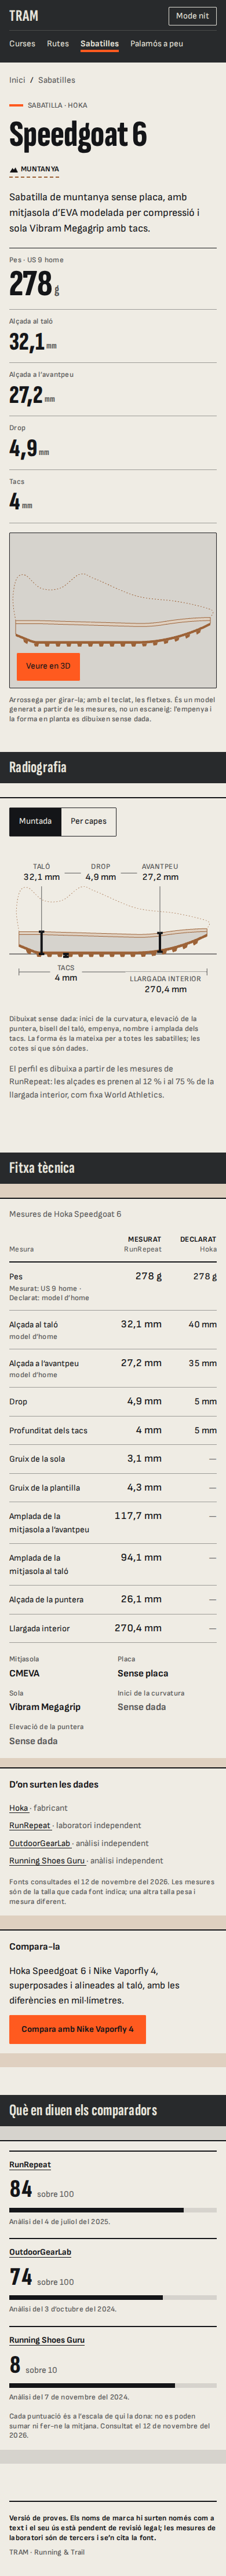 TRAM
Mode nit
Curses Rutes Sabatilles Palamós a peu
Inici / Sabatilles
SABATILLA · HOKA
Speedgoat 6
MUNTANYA
Sabatilla de muntanya sense placa, amb
mitjasola d’EVA modelada per compressió i
sola Vibram Megagrip amb tacs.
Pes · US 9 home
278 g
Alçada al taló
32,1 mm
Alçada a l’avantpeu
27,2 mm
Drop
4,9 mm
Tacs
4 mm
Veure en 3D
Arrossega per girar-la; amb el teclat, les fletxes. És un model
generat a partir de les mesures, no un escaneig: l’empenya i
la forma en planta es dibuixen sense dada.
Radiografia
Muntada Per capes
TALÓ DROP AVANTPEU
32,1 mm 4,9 mm 27,2 mm
TACS
4 mm
LLARGADA INTERIOR
270,4 mm
Dibuixat sense dada: inici de la curvatura, elevació de la
puntera, bisell del taló, empenya, nombre i amplada dels
tacs. La forma és la mateixa per a totes les sabatilles; les
cotes sí que són dades.
El perfil es dibuixa a partir de les mesures de
RunRepeat: les alçades es prenen al 12 % i al 75 % de la
llargada interior, com fixa World Athletics.
Fitxa tècnica
Mesures de Hoka Speedgoat 6
MESURAT DECLARAT
Mesura RunRepeat Hoka
Pes 278 g 278 g
Mesurat: US 9 home ·
Declarat: model d’home
Alçada al taló 32,1 mm 40 mm
model d’home
Alçada a l’avantpeu 27,2 mm 35 mm
model d’home
Drop 4,9 mm 5 mm
Profunditat dels tacs 4 mm 5 mm
Gruix de la sola 3,1 mm —
Gruix de la plantilla 4,3 mm —
Amplada de la 117,7 mm —
mitjasola a l’avantpeu
Amplada de la 94,1 mm —
mitjasola al taló
Alçada de la puntera 26,1 mm —
Llargada interior 270,4 mm —
Mitjasola Placa
CMEVA Sense placa
Sola Inici de la curvatura
Vibram Megagrip Sense dada
Elevació de la puntera
Sense dada
D’on surten les dades
Hoka · fabricant
RunRepeat · laboratori independent
OutdoorGearLab · anàlisi independent
Running Shoes Guru · anàlisi independent
Fonts consultades el 12 de novembre del 2026. Les mesures
són de la talla que cada font indica; una altra talla pesa i
mesura diferent.
Compara-la
Hoka Speedgoat 6 i Nike Vaporfly 4,
superposades i alineades al taló, amb les
diferències en mil·límetres.
Compara amb Nike Vaporfly 4
Què en diuen els comparadors
RunRepeat
84 sobre 100
Anàlisi del 4 de juliol del 2025.
OutdoorGearLab
74 sobre 100
Anàlisi del 3 d’octubre del 2024.
Running Shoes Guru
8 sobre 10
Anàlisi del 7 de novembre del 2024.
Cada puntuació és a l’escala de qui la dona: no es poden
sumar ni fer-ne la mitjana. Consultat el 12 de novembre del
2026.
Versió de proves. Els noms de marca hi surten només com a
text i el seu ús està pendent de revisió legal; les mesures de
laboratori són de tercers i se’n cita la font.
TRAM · Running & Trail